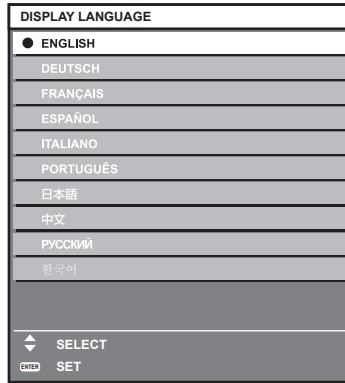 DISPLAY LANGUAGE
ENGLISH
DEUTSCH
FRANÇAIS
ESPAÑOL
ITALIANO
PORTUGUÊS
日本語
中文
РУССКИЙ
한국어
SELECT
ENTER SET